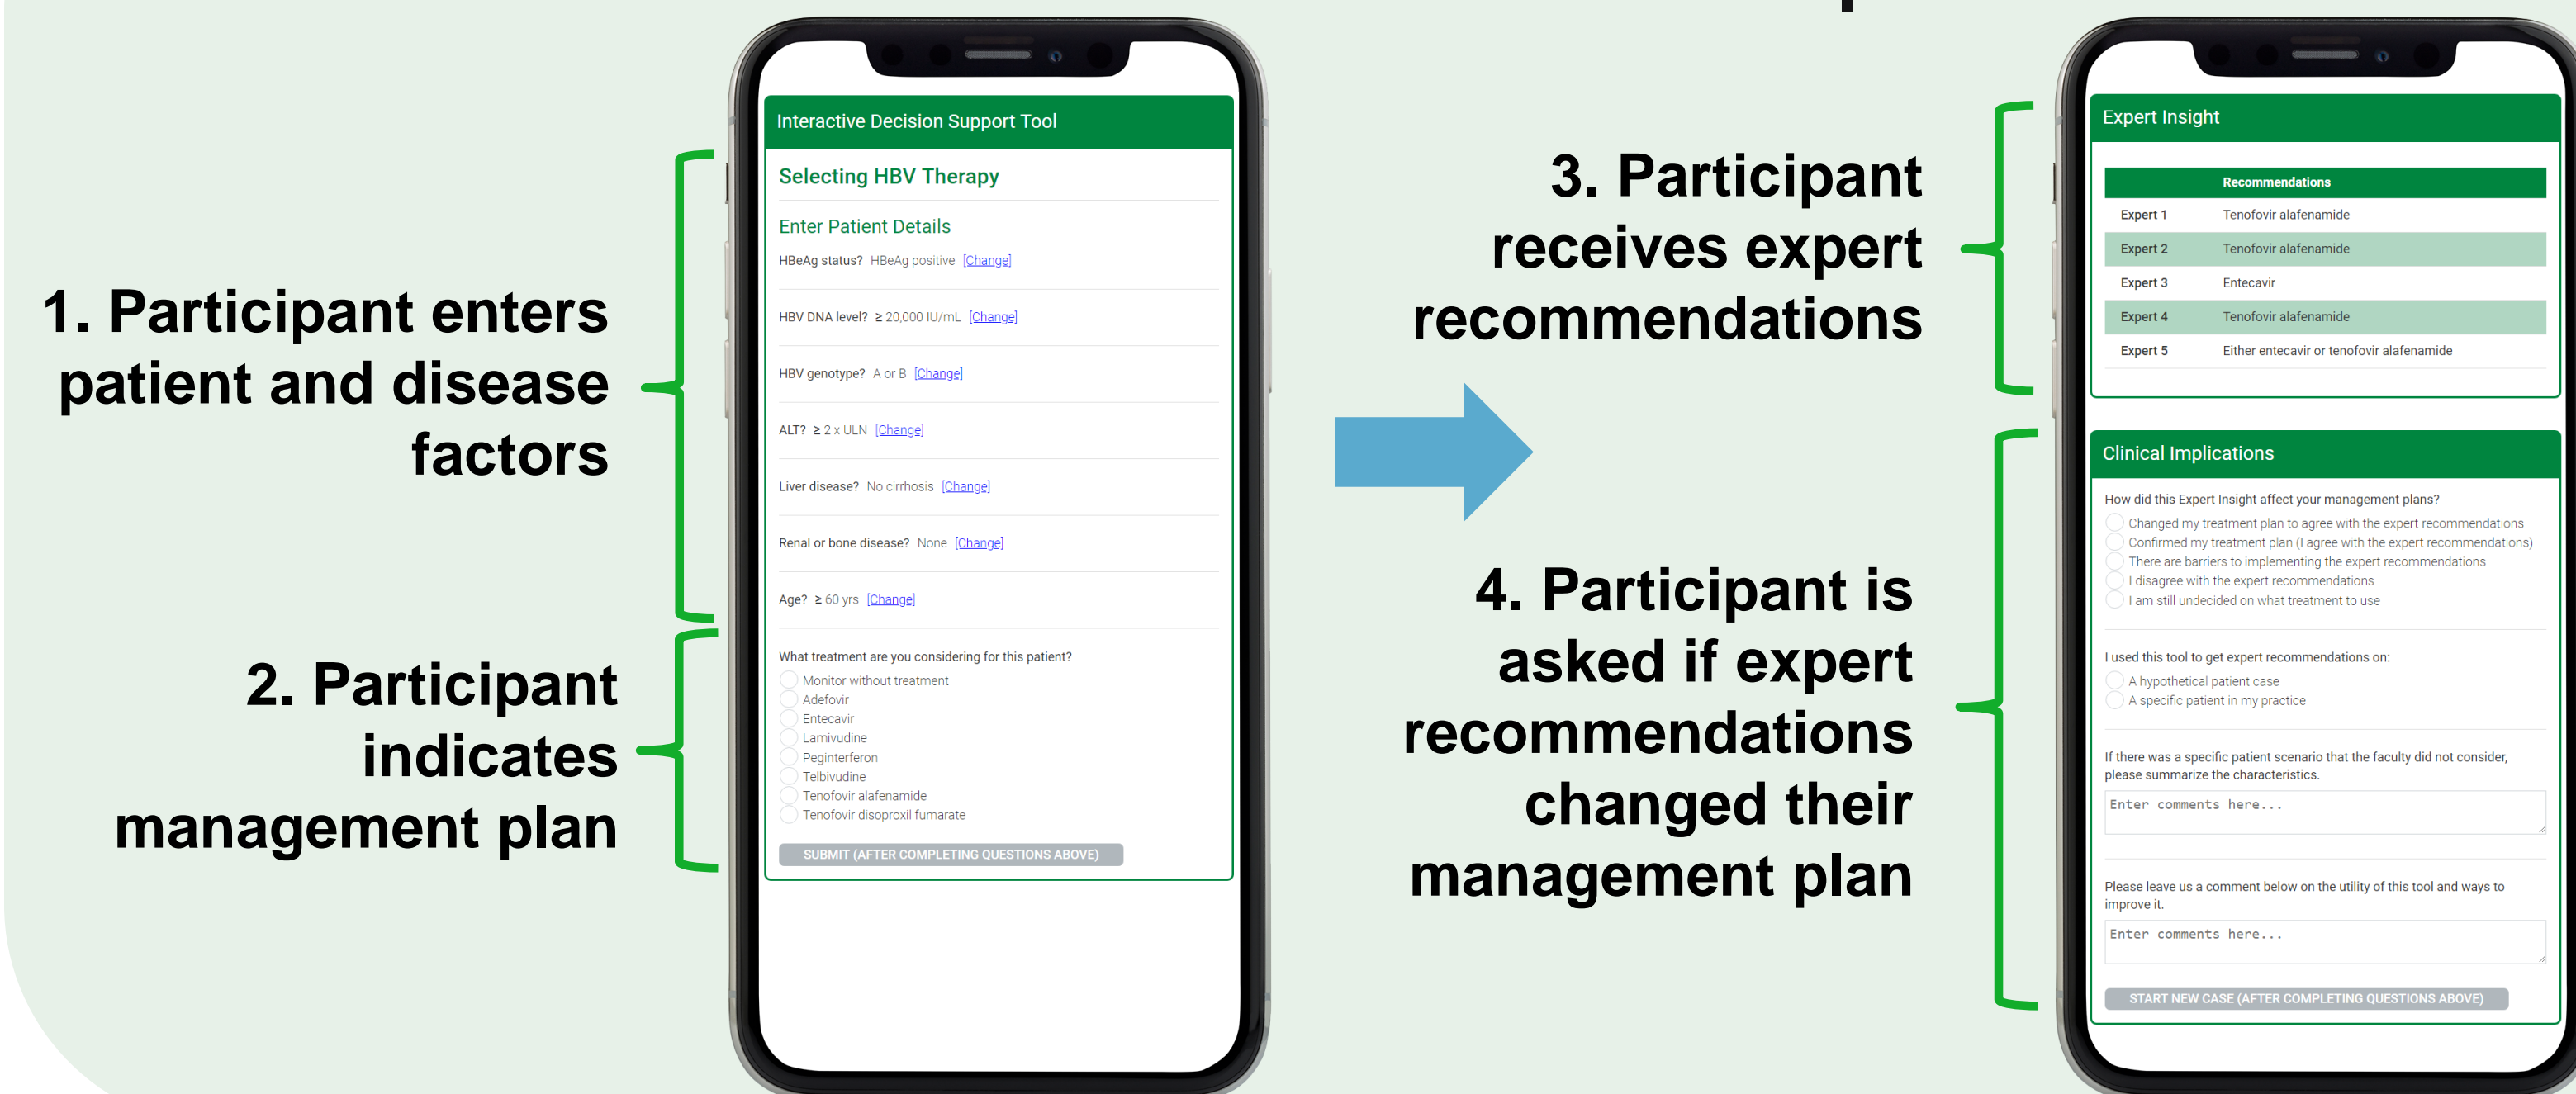 1. Participant enters
patient and disease
factors
2. Participant
indicates
management plan
Interactive Decision Support Tool
Selecting HBV Therapy
Enter Patient Details
HBeAg status? HBeAg positive [Change]
HBV DNA level? ≥ 20,000 IU/mL [Change]
HBV genotype? A or B [Change]
ALT? ≥ 2 x ULN [Change]
Liver disease? No cirrhosis [Change]
Renal or bone disease? None [Change]
Age? ≥ 60 yrs [Change]
What treatment are you considering for this patient?
Monitor without treatment
Adefovir
Entecavir
Lamivudine
Peginterferon
Telbivudine
Tenofovir alafenamide
Tenofovir disoproxil fumarate
SUBMIT (AFTER COMPLETING QUESTIONS ABOVE)
3. Participant
receives expert
recommendations
4. Participant is
asked if expert
recommendations
changed their
management plan
Expert Insight
Recommendations
Expert 1 Tenofovir alafenamide
Expert 2 Tenofovir alafenamide
Expert 3 Entecavir
Expert 4 Tenofovir alafenamide
Expert 5 Either entecavir or tenofovir alafenamide
Clinical Implications
How did this Expert Insight affect your management plans?
Changed my treatment plan to agree with the expert recommendations
Confirmed my treatment plan (I agree with the expert recommendations)
There are barriers to implementing the expert recommendations
I disagree with the expert recommendations
I am still undecided on what treatment to use
I used this tool to get expert recommendations on:
A hypothetical patient case
A specific patient in my practice
If there was a specific patient scenario that the faculty did not consider,
please summarize the characteristics.
Enter comments here...
Please leave us a comment below on the utility of this tool and ways to
improve it.
Enter comments here...
START NEW CASE (AFTER COMPLETING QUESTIONS ABOVE)